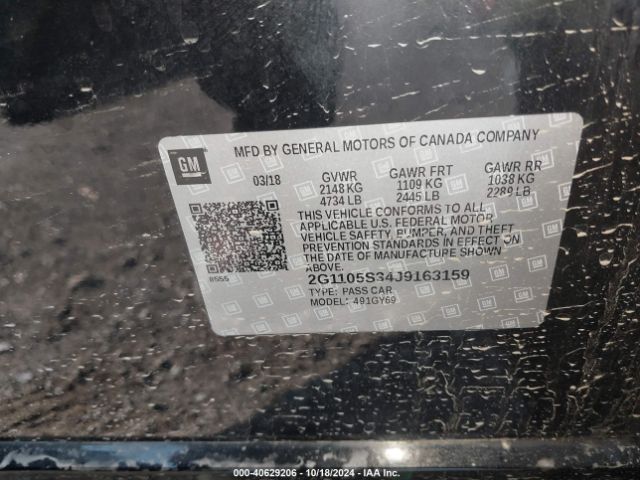 MFD BY GENERAL MOTORS OF CANADA COMPANY
GM
03/18
GVWR GAWR FRT GAWR RR
2148 KG 1109 KG 1038 KG
4734 LB 2445 LB 2289 LB
THIS VEHICLE CONFORMS TO ALL
APPLICABLE U.S. FEDERAL MOTOR
VEHICLE SAFETY, BUMPER, AND THEFT
PREVENTION STANDARDS IN EFFECT ON
THE DATE OF MANUFACTURE SHOWN
ABOVE.
8555
2G1105S34J9163159
TYPE: PASS CAR
MODEL: 491GY69
000-40629206 - 10/18/2024 - IAA Inc.